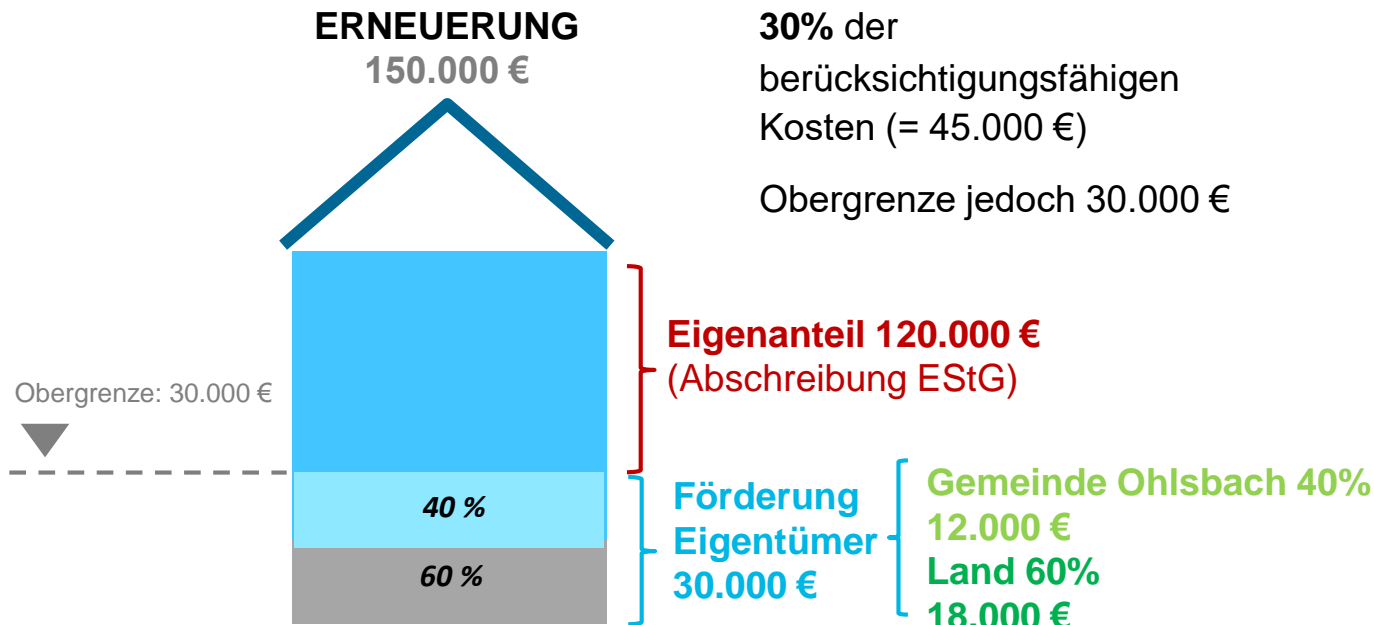 ERNEUERUNG
150.000 €
30% der
berücksichtigungsfähigen
Kosten (= 45.000 €)
Obergrenze jedoch 30.000 €
Eigenanteil 120.000 €
(Abschreibung EStG)
Obergrenze: 30.000 €
40 %
60 %
Förderung
Eigentümer
30.000 €
Gemeinde Ohlsbach 40%
12.000 €
Land 60%
18.000 €